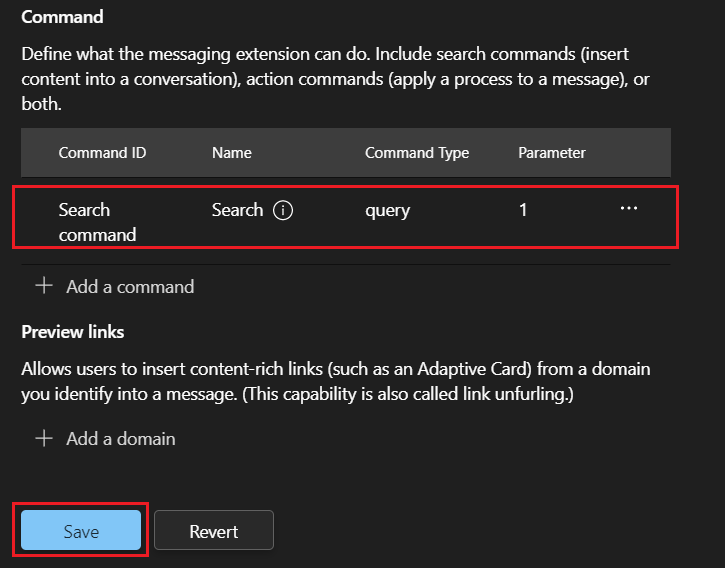 Command
Define what the messaging extension can do. Include search commands (insert
content into a conversation), action commands (apply a process to a message), or
both.
Command ID Name Command Type Parameter
Search command Search query 1
Add a command
Preview links
Allows users to insert content-rich links (such as an Adaptive Card) from a domain
you identify into a message. (This capability is also called link unfurling.)
Add a domain
Save Revert